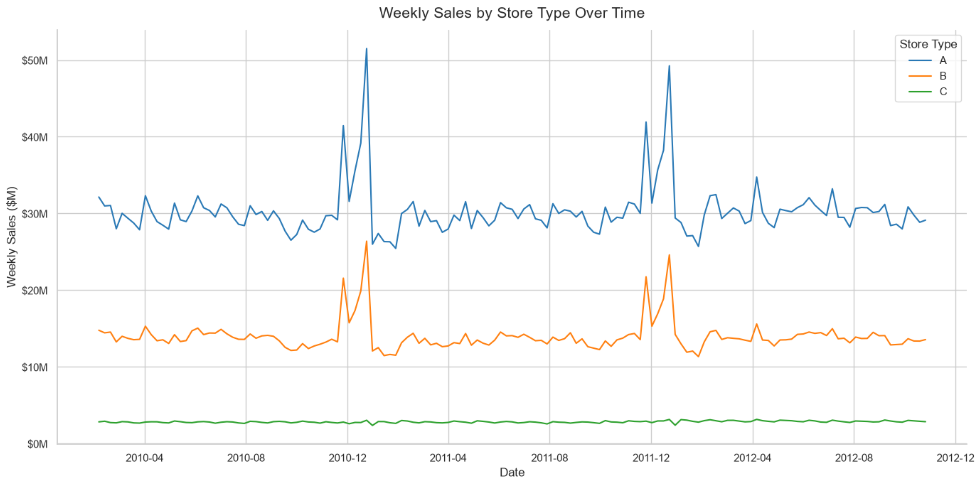 Weekly Sales by Store Type Over Time
Store Type
A
B
C
Weekly Sales ($M)
$50M
$40M
$30M
$20M
$10M
$0M
2010-04 2010-08 2010-12 2011-04 2011-08 2011-12 2012-04 2012-08 2012-12
Date